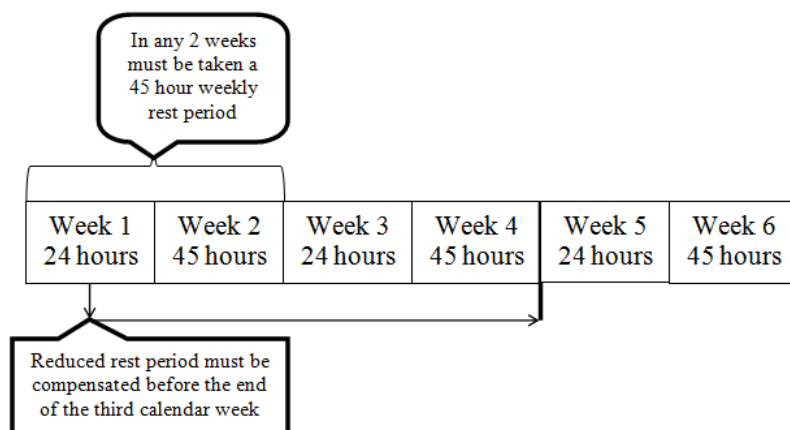 In any 2 weeks
must be taken a
45 hour weekly
rest period
Week 1
24 hours
Week 2
45 hours
Week 3
24 hours
Week 4
45 hours
Week 5
24 hours
Week 6
45 hours
Reduced rest period must be
compensated before the end
of the third calendar week